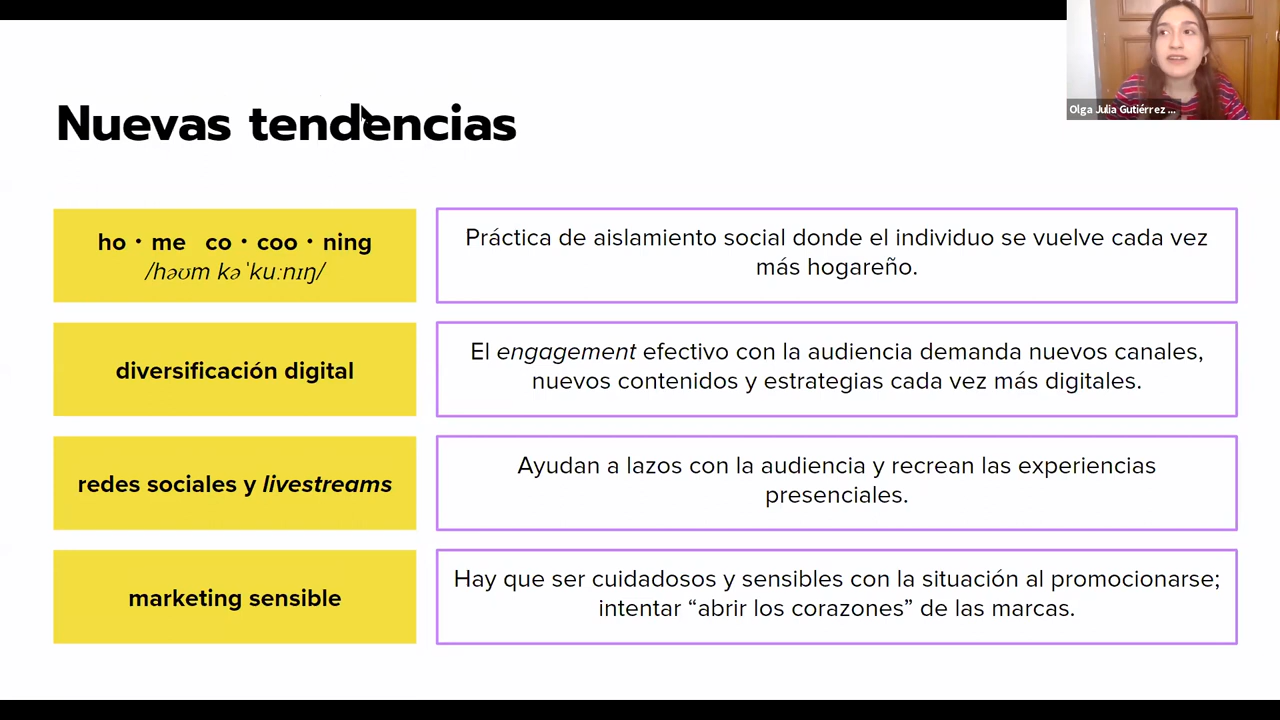 Olga Julia Gutiérrez ...
Nuevas tendencias
ho · me co · coo · ning
/həʊm kəˈkuːnɪŋ/
Práctica de aislamiento social donde el individuo se vuelve cada vez
más hogareño.
diversificación digital
El engagement efectivo con la audiencia demanda nuevos canales,
nuevos contenidos y estrategias cada vez más digitales.
redes sociales y livestreams
Ayudan a lazos con la audiencia y recrean las experiencias
presenciales.
marketing sensible
Hay que ser cuidadosos y sensibles con la situación al promocionarse;
intentar “abrir los corazones” de las marcas.